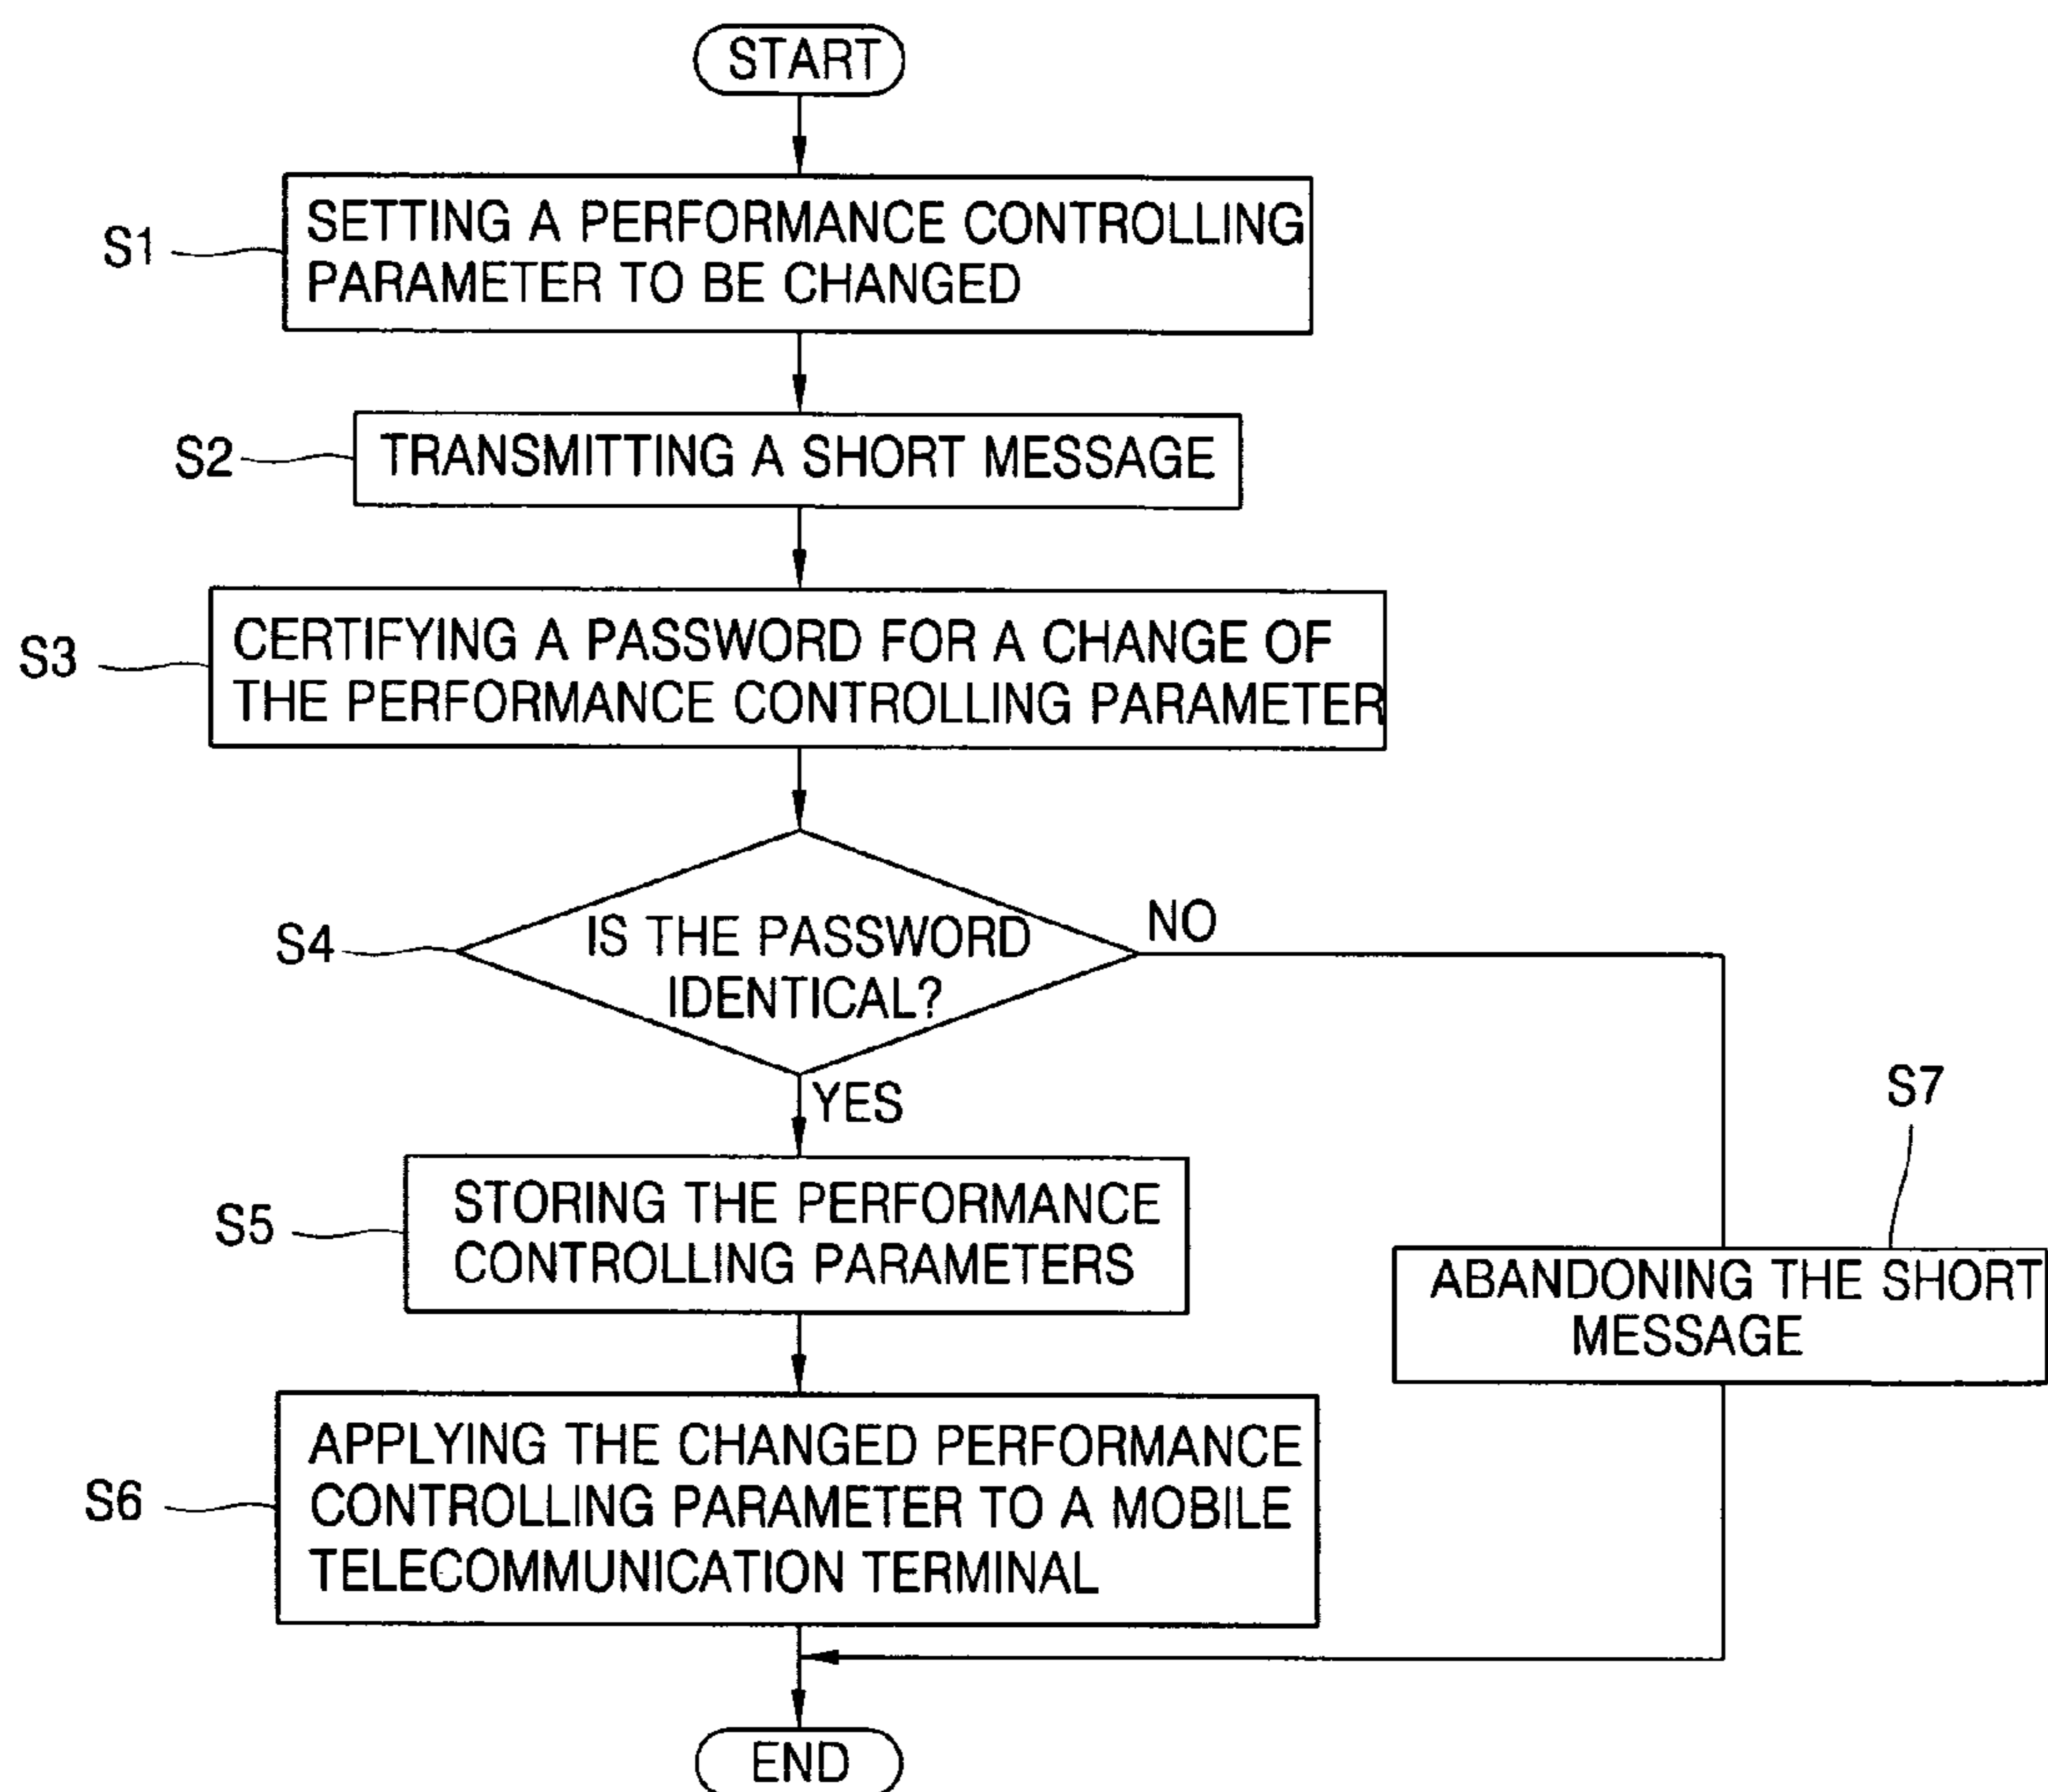 START
S1
SETTING A PERFORMANCE CONTROLLING
PARAMETER TO BE CHANGED
S2
TRANSMITTING A SHORT MESSAGE
S3
CERTIFYING A PASSWORD FOR A CHANGE OF
THE PERFORMANCE CONTROLLING PARAMETER
S4
IS THE PASSWORD
IDENTICAL?
NO
YES
S5
STORING THE PERFORMANCE
CONTROLLING PARAMETERS
S7
ABANDONING THE SHORT
MESSAGE
S6
APPLYING THE CHANGED PERFORMANCE
CONTROLLING PARAMETER TO A MOBILE
TELECOMMUNICATION TERMINAL
END